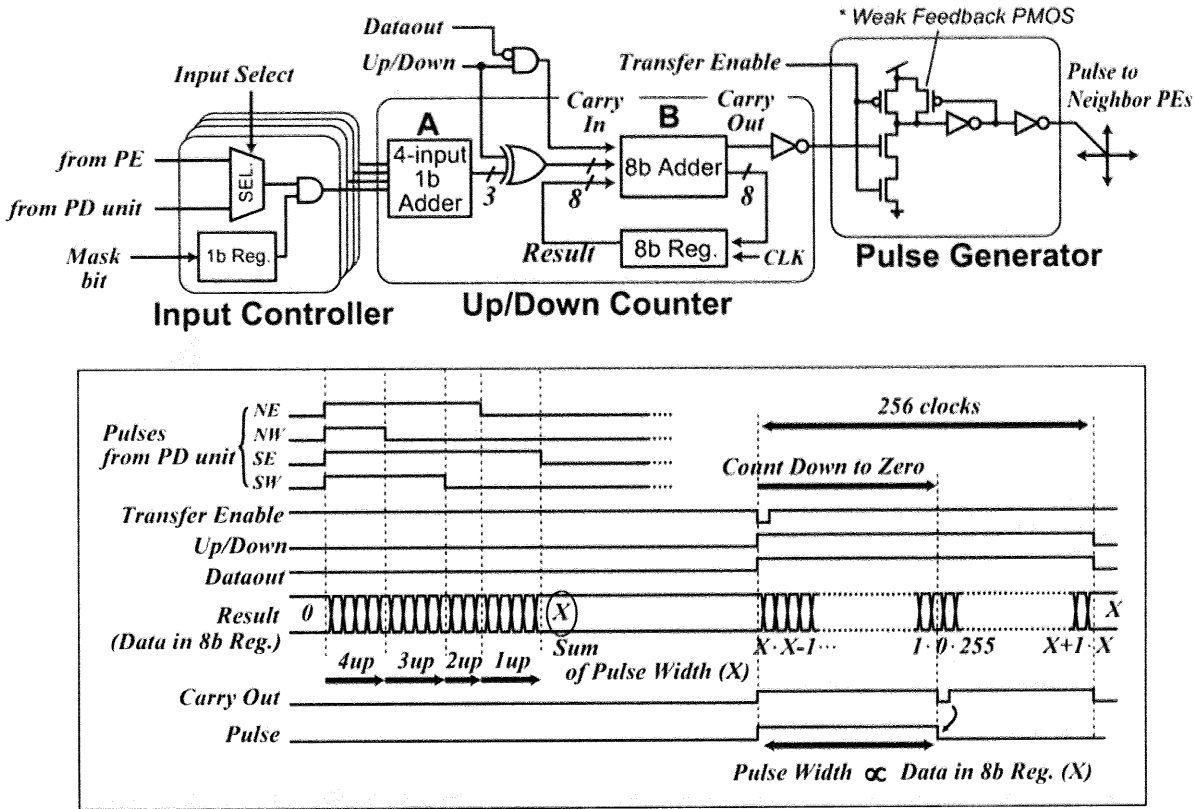 * Weak Feedback PMOS
Dataout
Up/Down
Transfer Enable
Input Select
Carry In
Carry Out
Pulse to Neighbor PEs
A
B
from PE
from PD unit
SEL.
4-input 1b Adder
3
8
8b Adder
8
Mask bit
1b Reg.
Result
8b Reg.
CLK
Pulse Generator
Input Controller
Up/Down Counter
Pulses from PD unit
NE
NW
SE
SW
256 clocks
Count Down to Zero
Transfer Enable
Up/Down
Dataout
Result
(Data in 8b Reg.)
0
X
X
Sum of Pulse Width (X)
X · X-1 ···
1 · 0 · 255
X+1 · X
4up
3up
2up
1up
Carry Out
Pulse
Pulse Width ∝ Data in 8b Reg. (X)